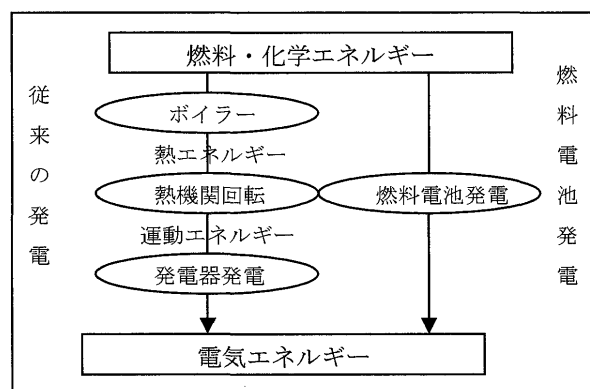 燃料・化学エネルギー
従来の発電
ボイラー
熱エネルギー
熱機関回転
運動エネルギー
発電器発電
燃料電池発電
燃料電池発電
電気エネルギー